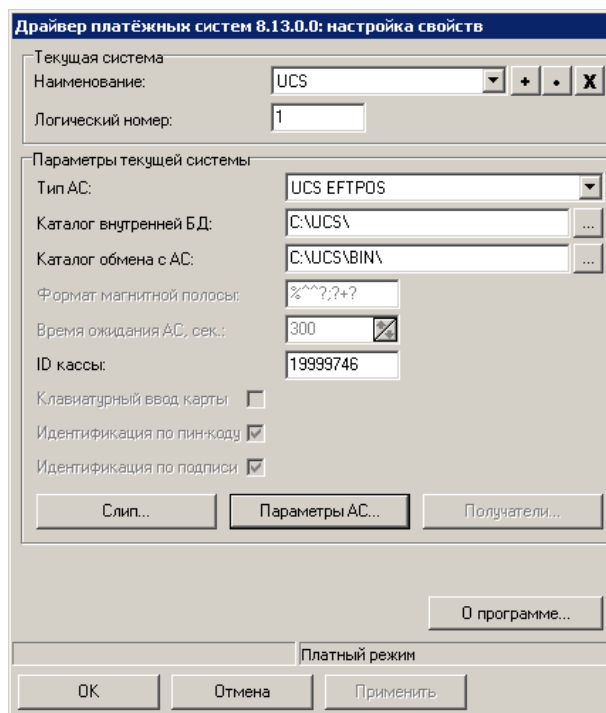 Драйвер платёжных систем 8.13.0.0: настройка свойств
Текущая система
Наименование: UCS + • X
Логический номер: 1
Параметры текущей системы
Тип АС: UCS EFTPOS
Каталог внутренней БД: C:\UCS\ ...
Каталог обмена с АС: C:\UCS\BIN\ ...
Формат магнитной полосы: %^^?;?+?
Время ожидания АС, сек.: 300
ID кассы: 19999746
Клавиатурный ввод карты
Идентификация по пин-коду
Идентификация по подписи
Слип... Параметры АС... Получатели...
О программе...
Платный режим
OK Отмена Применить